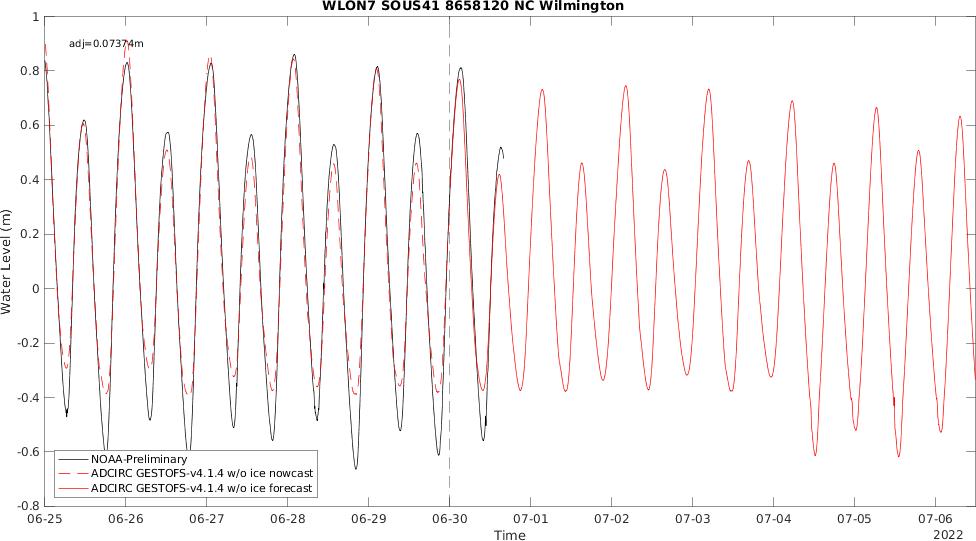 WLON7 SOUS41 8658120 NC Wilmington
adj=0.07374m
Water Level (m)
1
0.8
0.6
0.4
0.2
0
-0.2
-0.4
-0.6
-0.8
NOAA-Preliminary
ADCIRC GESTOFS-v4.1.4 w/o ice nowcast
ADCIRC GESTOFS-v4.1.4 w/o ice forecast
06-25 06-26 06-27 06-28 06-29 06-30 07-01 07-02 07-03 07-04 07-05 07-06
Time
2022